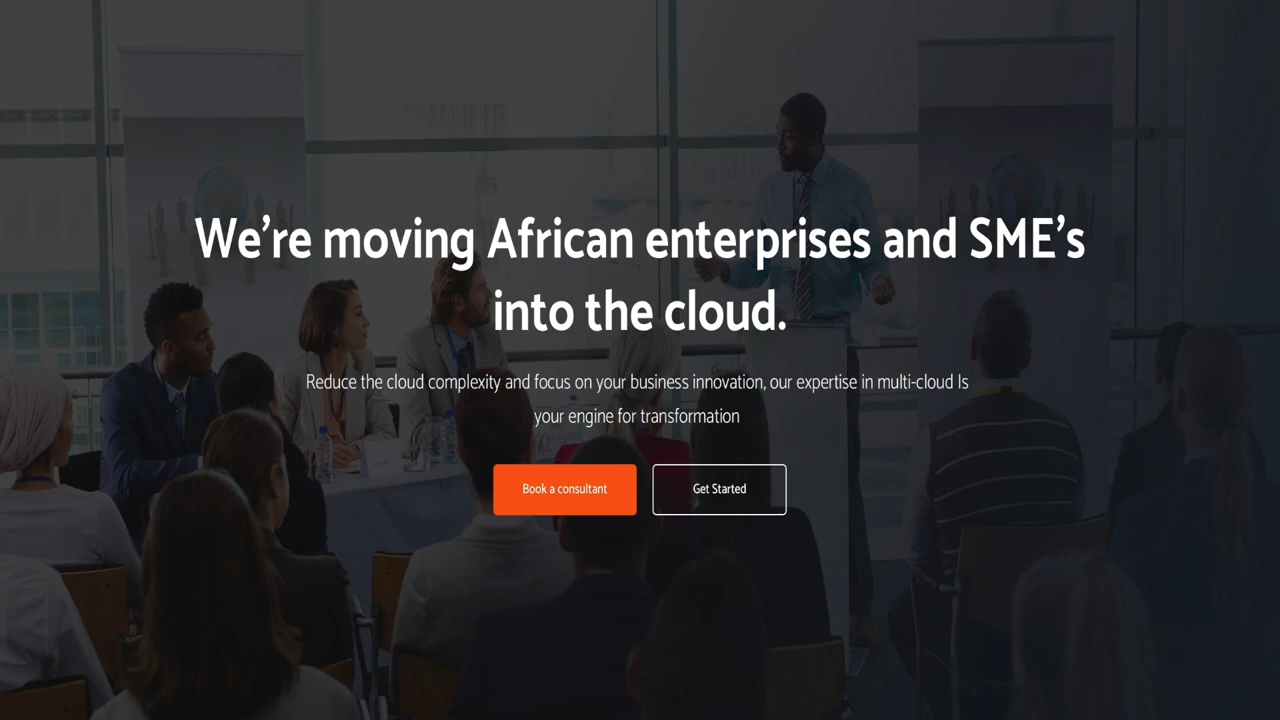 We’re moving African enterprises and SME’s
into the cloud.
Reduce the cloud complexity and focus on your business innovation, our expertise in multi-cloud Is
your engine for transformation
Book a consultant
Get Started